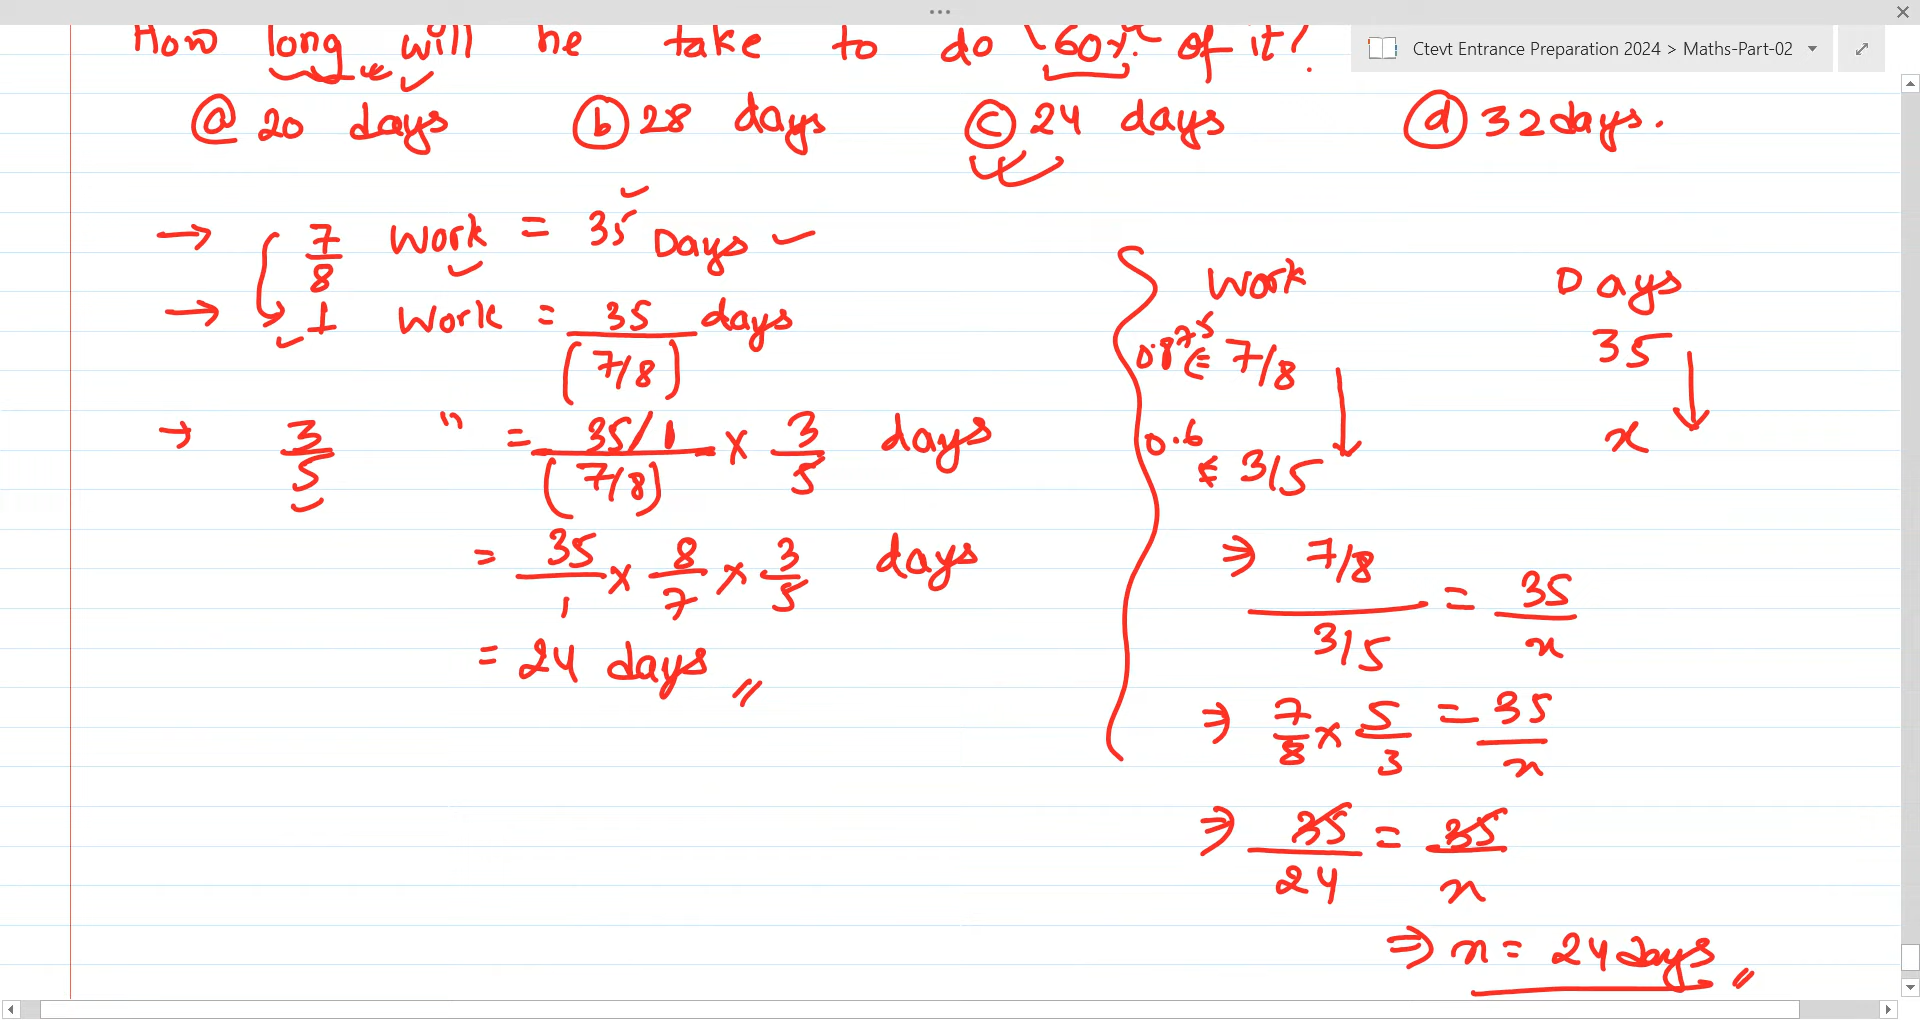 How long will he take to do 60% of it?
Ctevt Entrance Preparation 2024 > Maths-Part-02
ⓐ 20 days ⓑ 28 days ⓒ 24 days ⓓ 32 days.
→ 7/8 Work = 35 Days
→ 1 Work = 35/(7/8) days
→ 3/5 " = (35/1)/(7/8) × 3/5 days
= 35/1 × 8/7 × 3/5 days
= 24 days //
Work Days
0.875 ⇐ 7/8 35
0.6 ⇐ 3/5 x
⇒ (7/8)/(3/5) = 35/x
⇒ 7/8 × 5/3 = 35/x
⇒ 35/24 = 35/x
⇒ x = 24 days //